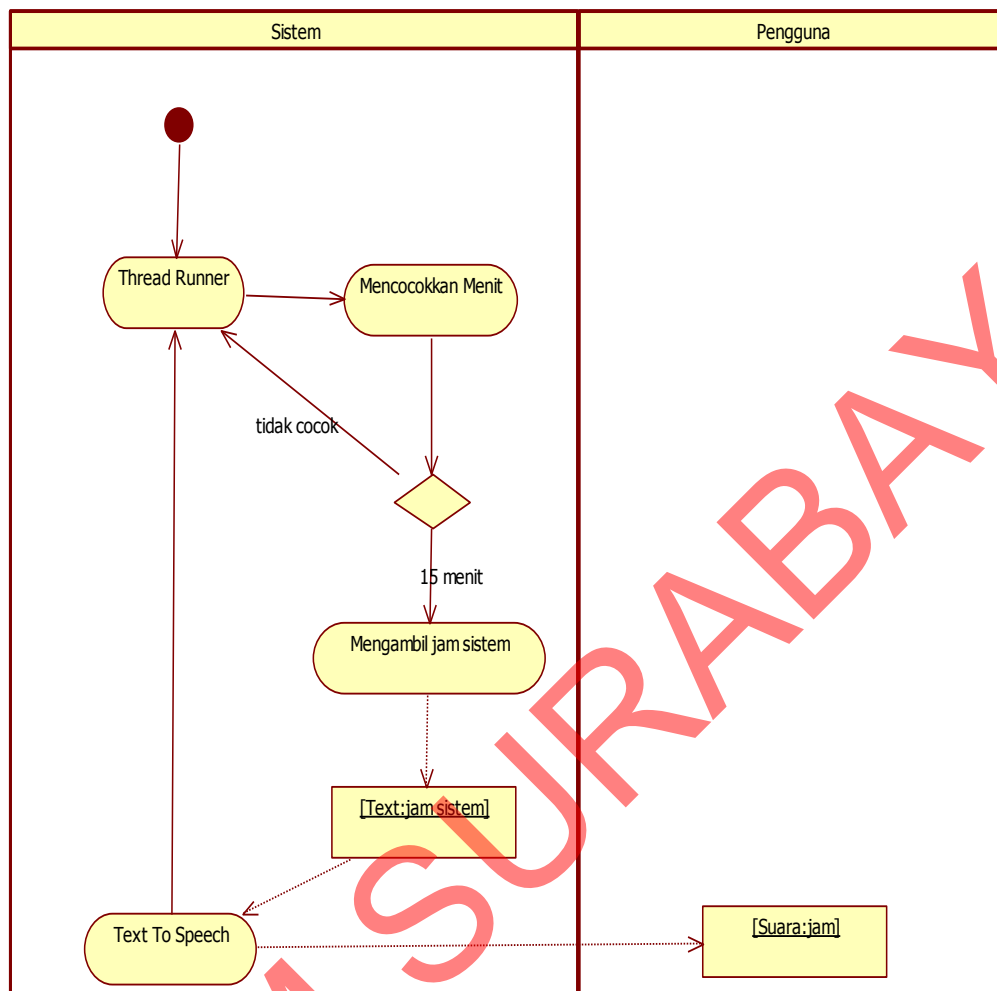 Sistem
Pengguna
Thread Runner
Mencocokkan Menit
tidak cocok
15 menit
Mengambil jam sistem
[Text:jam sistem]
Text To Speech
[Suara:jam]
SURABAY